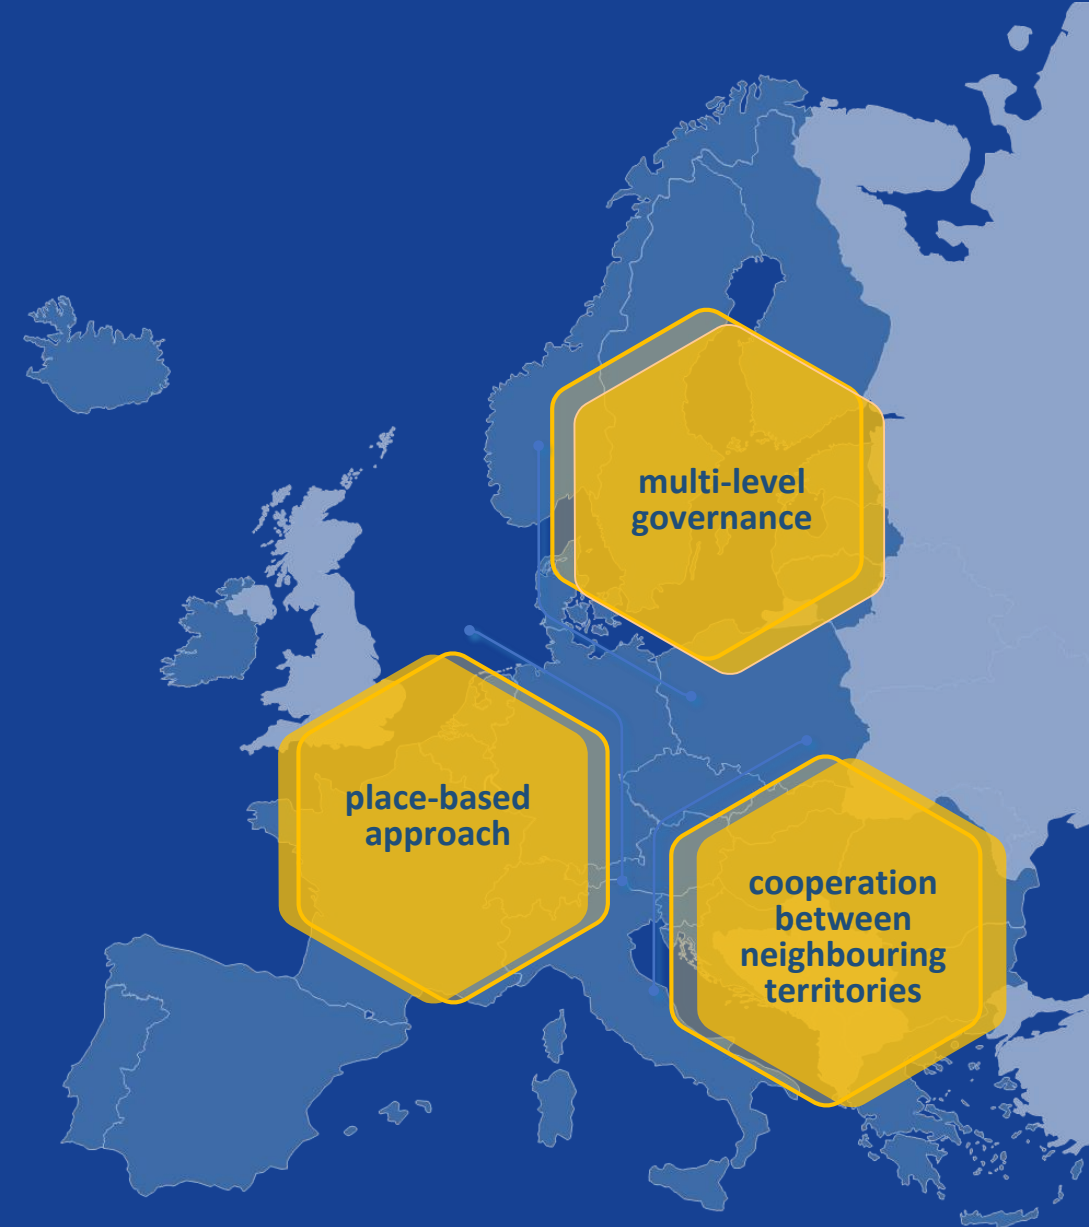 multi-level
governance
place-based
approach
cooperation
between
neighbouring
territories